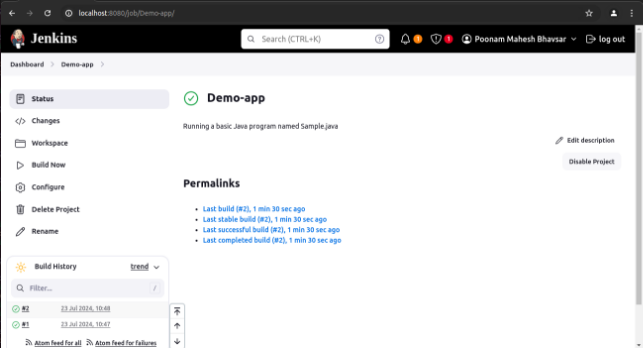 localhost:8080/job/Demo-app/
Jenkins
Search (CTRL+K)
?
1
1
Poonam Mahesh Bhavsar
log out
Dashboard > Demo-app >
Status
Changes
Workspace
Build Now
Configure
Delete Project
Rename
Demo-app
Running a basic Java program named Sample.java
Edit description
Disable Project
Permalinks
Last build (#2), 1 min 30 sec ago
Last stable build (#2), 1 min 30 sec ago
Last successful build (#2), 1 min 30 sec ago
Last completed build (#2), 1 min 30 sec ago
Build History
trend
Filter...
/
#2 23 Jul 2024, 10:48
#1 23 Jul 2024, 10:47
Atom feed for all Atom feed for failures